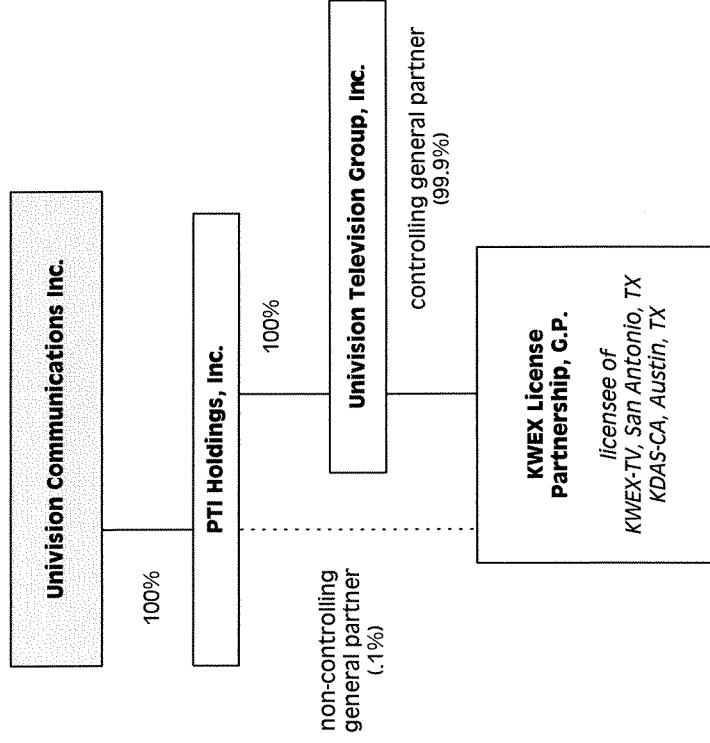 Univision Communications Inc.
100%
PTI Holdings, Inc.
100%
Univision Television Group, Inc.
non-controlling
general partner
(.1%)
controlling general partner
(99.9%)
KWEX License
Partnership, G.P.
licensee of
KWEX-TV, San Antonio, TX
KDAS-CA, Austin, TX